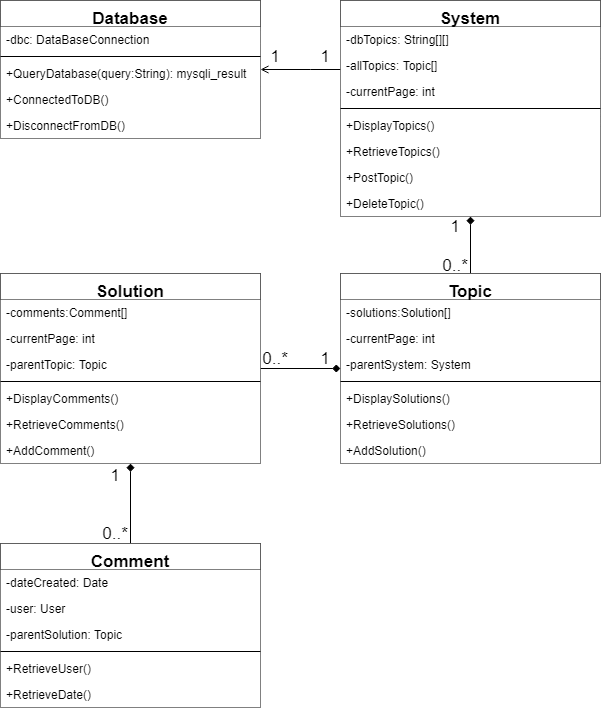 Database
-dbc: DataBaseConnection
+QueryDatabase(query:String): mysqli_result
+ConnectedToDB()
+DisconnectFromDB()
1 1
System
-dbTopics: String[][]
-allTopics: Topic[]
-currentPage: int
+DisplayTopics()
+RetrieveTopics()
+PostTopic()
+DeleteTopic()
1
0..*
Solution
-comments:Comment[]
-currentPage: int
-parentTopic: Topic
+DisplayComments()
+RetrieveComments()
+AddComment()
0..* 1
Topic
-solutions:Solution[]
-currentPage: int
-parentSystem: System
+DisplaySolutions()
+RetrieveSolutions()
+AddSolution()
1
0..*
Comment
-dateCreated: Date
-user: User
-parentSolution: Topic
+RetrieveUser()
+RetrieveDate()